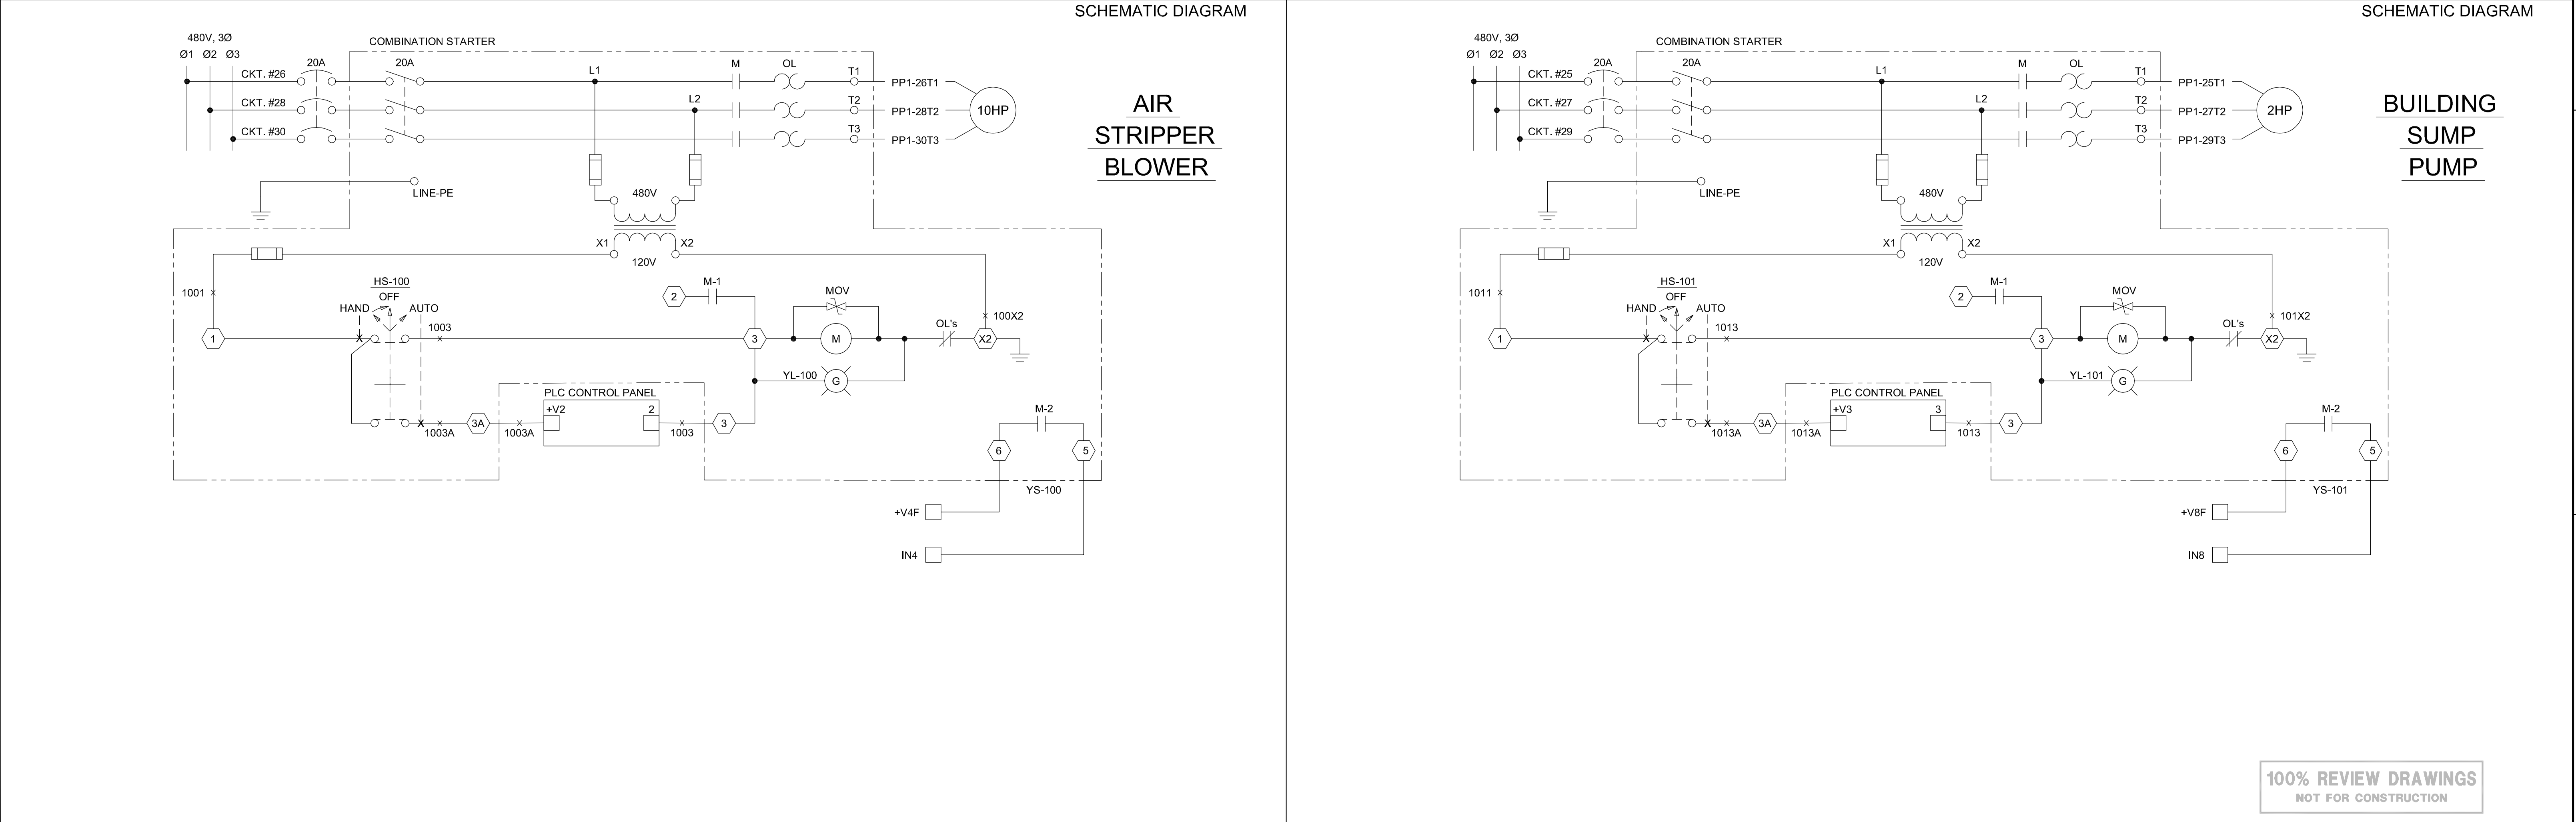 SCHEMATIC DIAGRAM
480V, 3Ø
COMBINATION STARTER
Ø1 Ø2 Ø3
20A
20A
L1
M
OL
T1
CKT. #26
PP1-26T1
L2
T2
CKT. #28
PP1-28T2
10HP
T3
CKT. #30
PP1-30T3
AIR
STRIPPER
BLOWER
LINE-PE
480V
X1
X2
120V
HS-100
OFF
HAND
AUTO
1001
1003
2
M-1
MOV
100X2
OL's
1
X
3
M
X2
YL-100
G
PLC CONTROL PANEL
+V2
2
X
1003A
3A
1003A
1003
3
M-2
6
5
YS-100
+V4F
IN4
SCHEMATIC DIAGRAM
480V, 3Ø
COMBINATION STARTER
Ø1 Ø2 Ø3
20A
20A
L1
M
OL
T1
CKT. #25
PP1-25T1
L2
T2
CKT. #27
PP1-27T2
2HP
T3
CKT. #29
PP1-29T3
BUILDING
SUMP
PUMP
LINE-PE
480V
X1
X2
120V
HS-101
OFF
HAND
AUTO
1011
1013
2
M-1
MOV
101X2
OL's
1
X
3
M
X2
YL-101
G
PLC CONTROL PANEL
+V3
3
X
1013A
3A
1013A
1013
3
M-2
6
5
YS-101
+V8F
IN8
100% REVIEW DRAWINGS
NOT FOR CONSTRUCTION